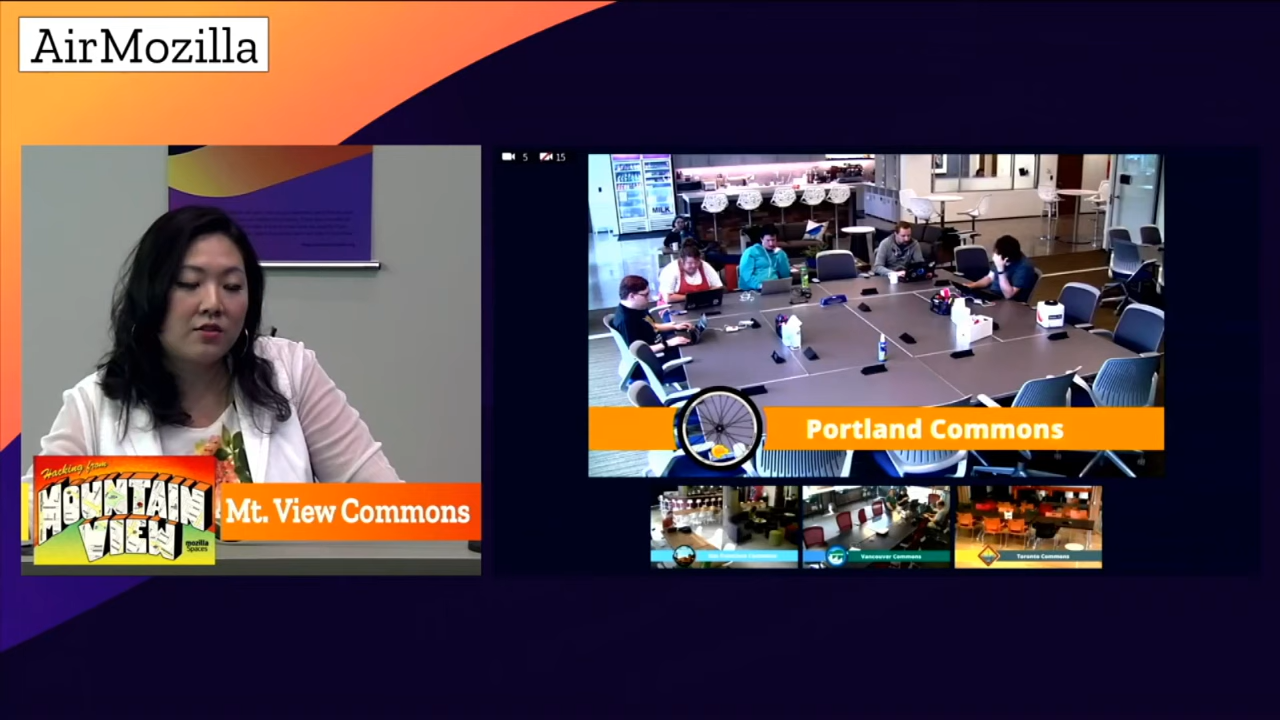 AirMozilla
5 15
MILK
Portland Commons
Hacking from
MOUNTAIN
VIEW
mozilla
Spaces
Mt. View Commons
Vancouver Commons
Toronto Commons